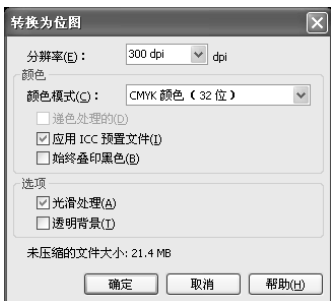 转换为位图
分辨率(E)： 300 dpi dpi
颜色
颜色模式(C)： CMYK 颜色（32 位）
递色处理的(D)
应用 ICC 预置文件(I)
始终叠印黑色(B)
选项
光滑处理(A)
透明背景(T)
未压缩的文件大小: 21.4 MB
确定 取消 帮助(H)